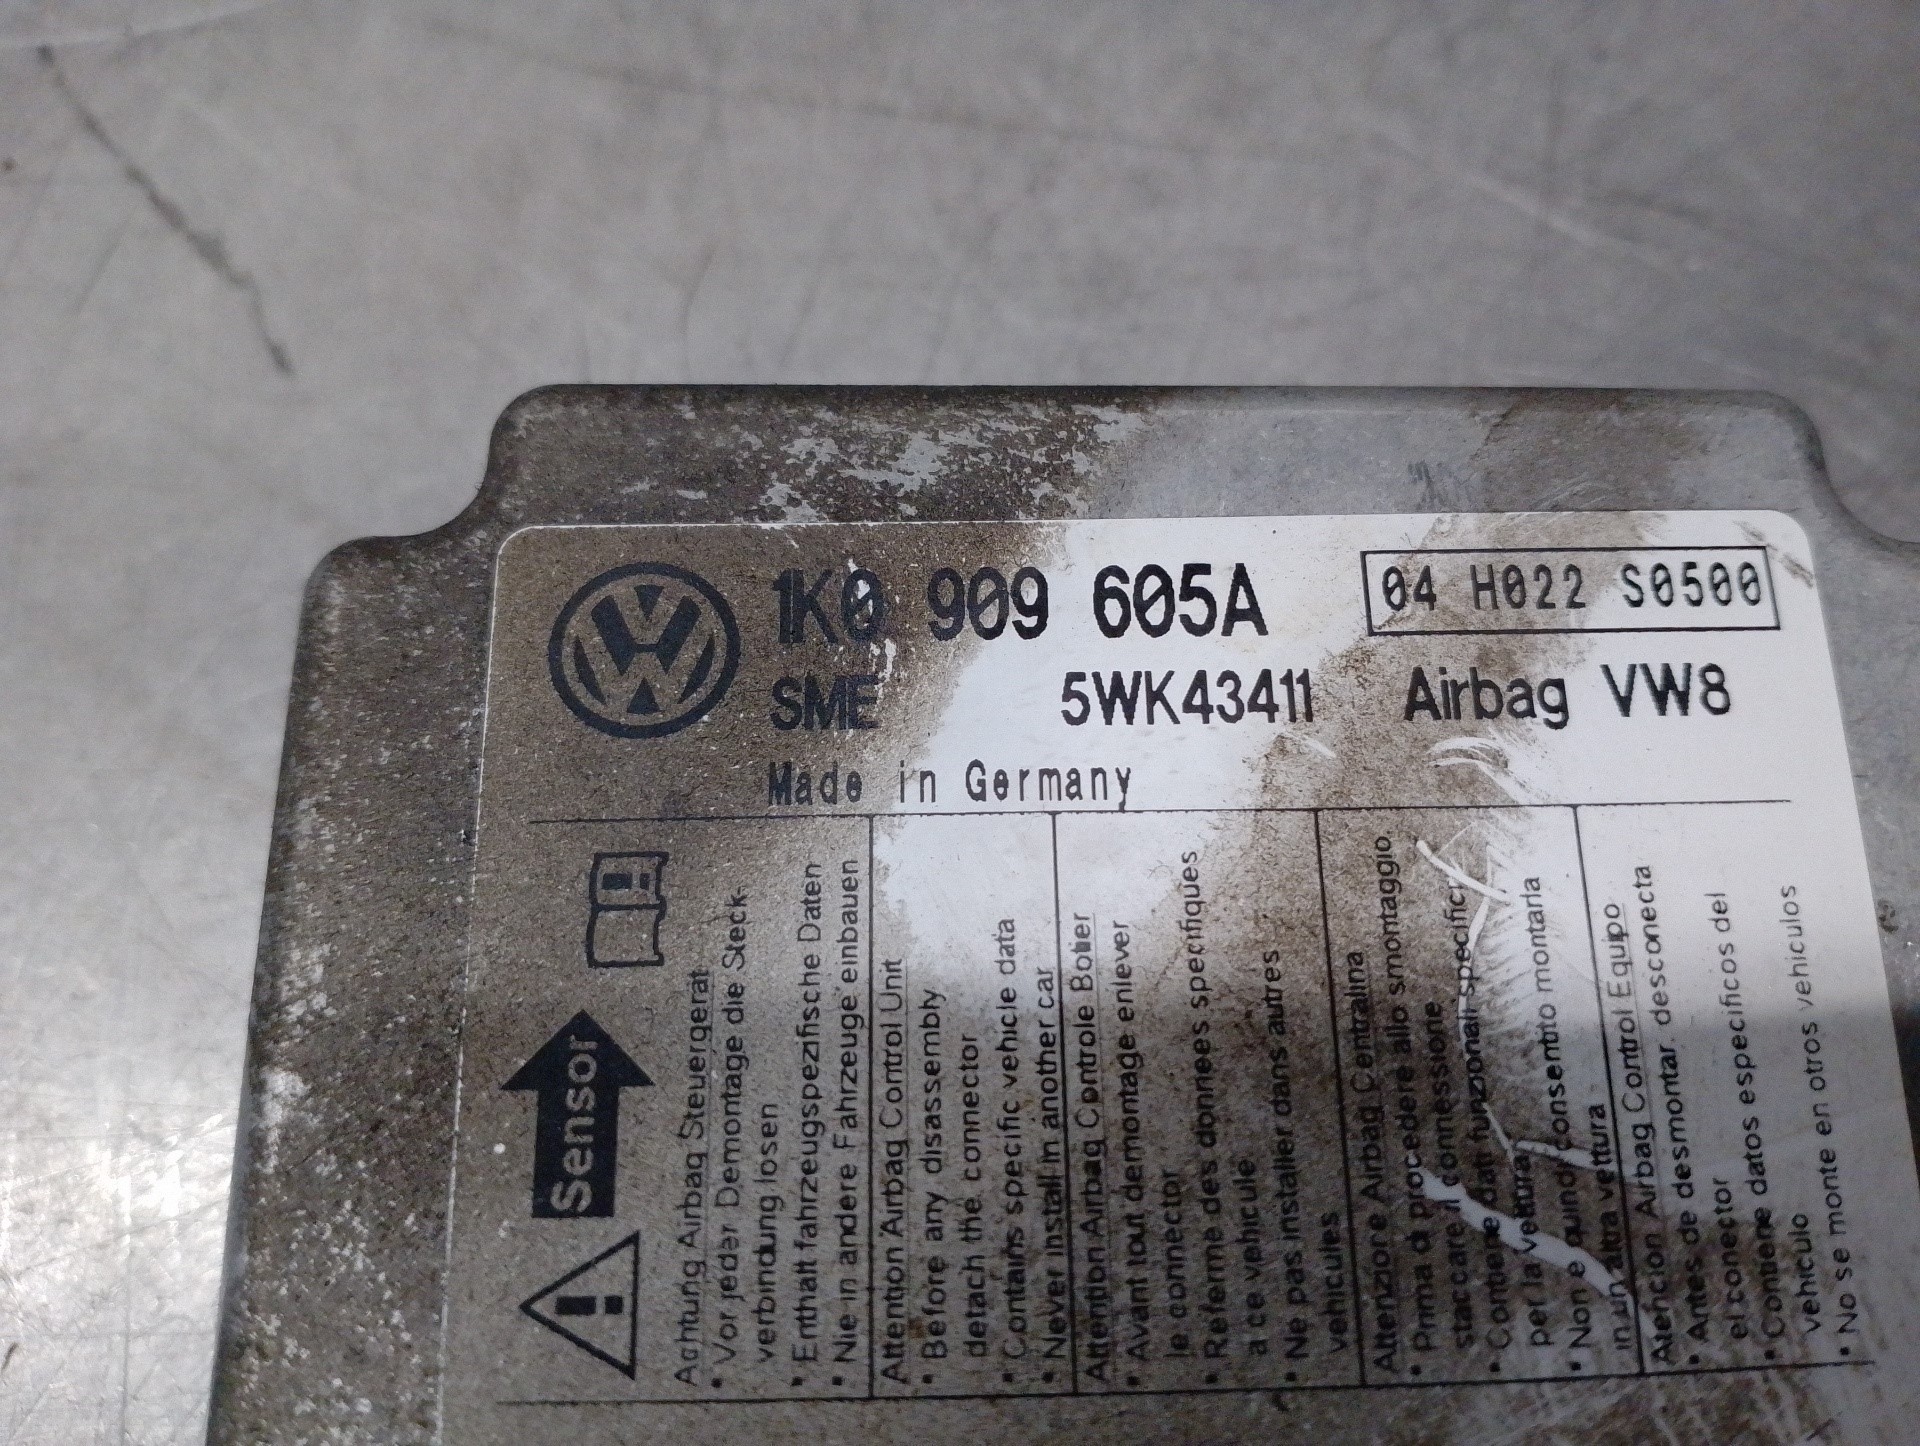 1K0 909 605A
04 H022 S0500
SME 5WK43411 Airbag VW8
Made in Germany
Sensor
Achtung Airbag Steuergerät
• Vor jeder Demontage die Steck-
verbindung lösen
• Enthalt fahrzeugspezifische Daten
• Nie in andere Fahrzeuge einbauen
Attention Airbag Control Unit
• Before any disassembly
detach the connector
• Contains specific vehicle data
• Never install in another car
Attention Airbag Controle Boitier
• Avant tout demontage enlever
le connector
• Referme des donnees specifiques
a ce vehicule
• Ne pas installer dans autres
vehicules
Attenzione Airbag Centralina
• Prima di procedere allo smontaggio,
staccare il connessione
• Contiene dati funzionali specifici
per la vettura
• Non e quindi consentito montarla
in un altra vettura
Atencion Airbag Control Equipo
• Antes de desmontar, desconecta
el conector
• Contiene datos especificos del
vehiculo
• No se monte en otros vehiculos